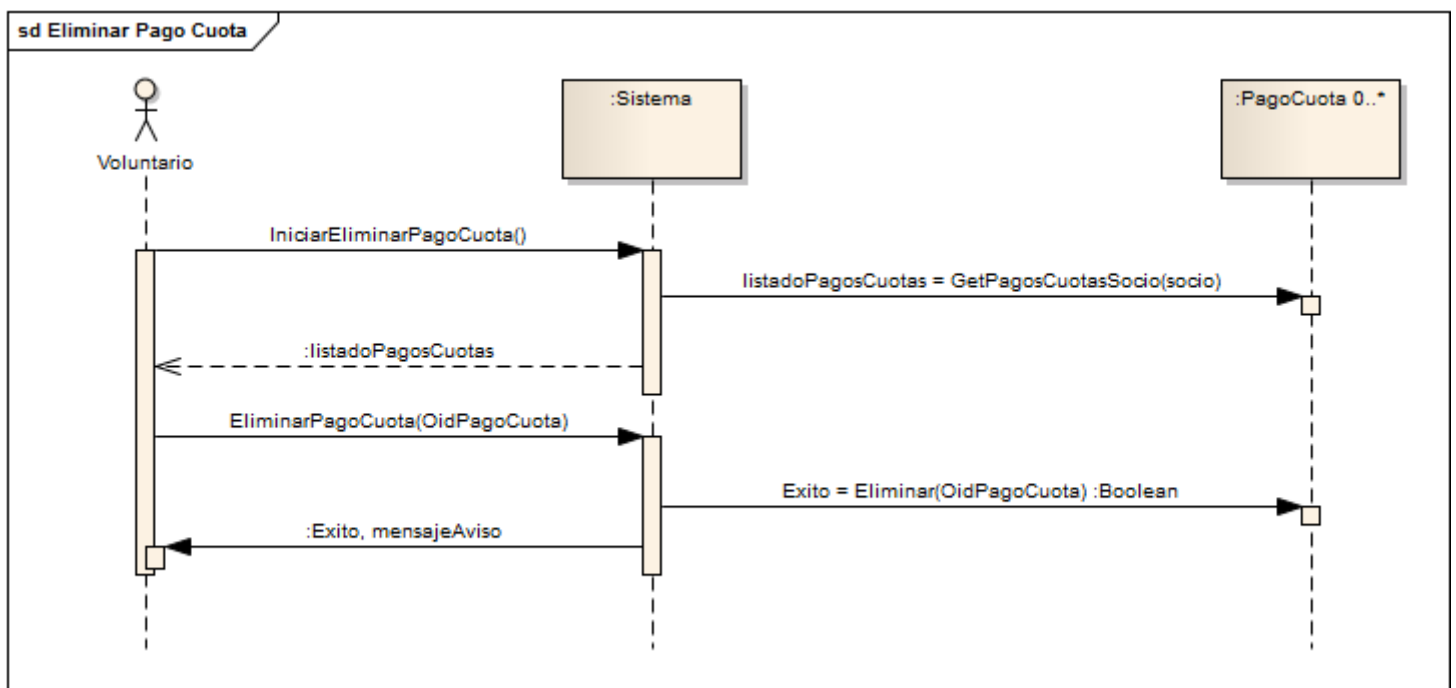 sd Eliminar Pago Cuota
Voluntario
:Sistema
:PagoCuota 0..*
IniciarEliminarPagoCuota()
listadoPagosCuotas = GetPagosCuotasSocio(socio)
:listadoPagosCuotas
EliminarPagoCuota(OidPagoCuota)
Exito = Eliminar(OidPagoCuota) :Boolean
:Exito, mensajeAviso